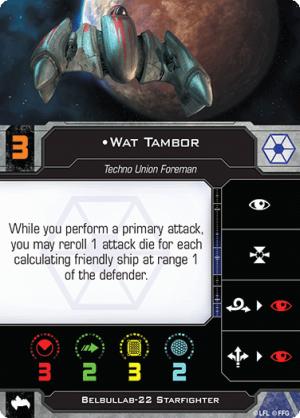 3
•Wat Tambor
Techno Union Foreman
While you perform a primary attack,
you may reroll 1 attack die for each
calculating friendly ship at range 1
of the defender.
3 2 3 2
Belbullab-22 Starfighter
©LFL ©FFG